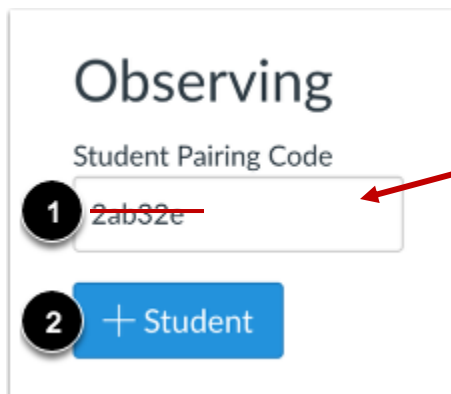 Observing
Student Pairing Code
1 2ab32e
2 + Student